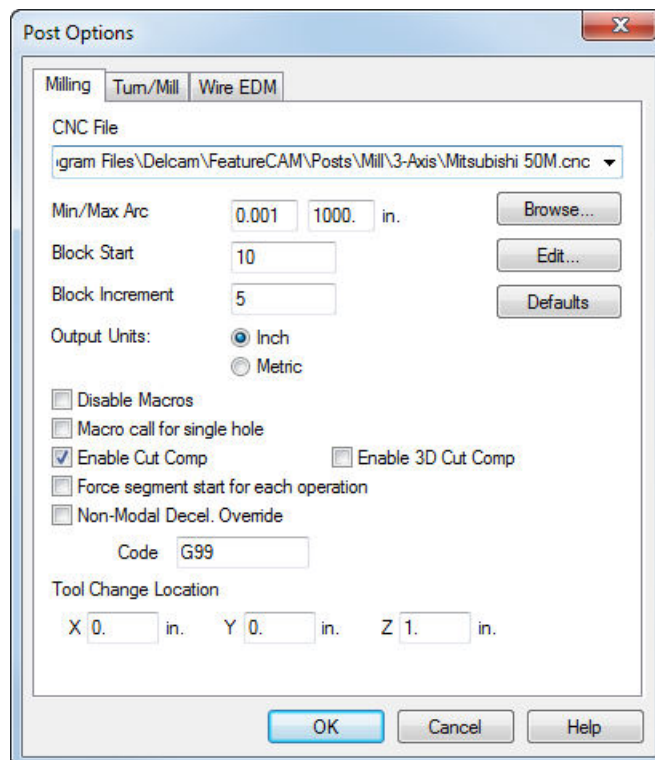 Post Options
Milling Turn/Mill Wire EDM
CNC File
gram Files\Delcam\FeatureCAM\Posts\Mill\3-Axis\Mitsubishi 50M.cnc
Min/Max Arc 0.001 1000. in. Browse...
Block Start 10 Edit...
Block Increment 5 Defaults
Output Units: Inch
Metric
Disable Macros
Macro call for single hole
Enable Cut Comp Enable 3D Cut Comp
Force segment start for each operation
Non-Modal Decel. Override
Code G99
Tool Change Location
X 0. in. Y 0. in. Z 1. in.
OK Cancel Help